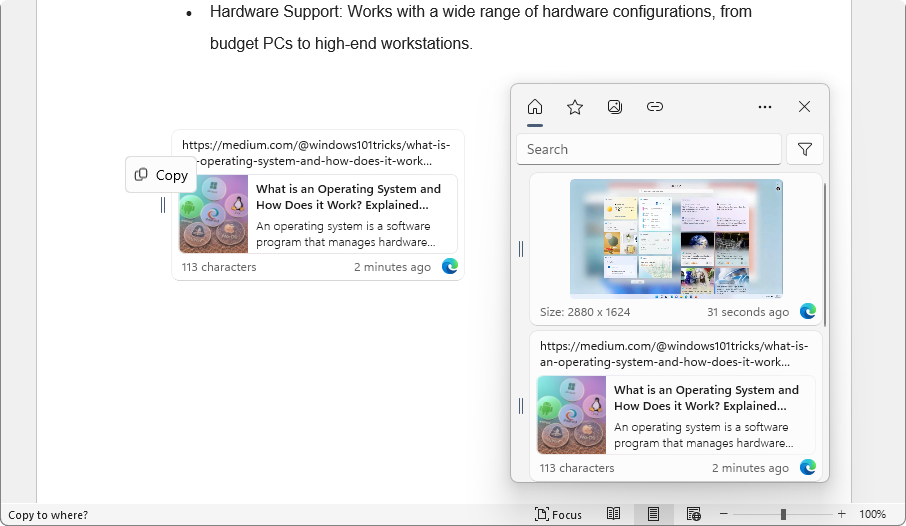 • Hardware Support: Works with a wide range of hardware configurations, from
budget PCs to high-end workstations.
https://medium.com/@windows101tricks/what-is-
-operating-system-and-how-does-it-work...
Copy
What is an Operating System and
How Does it Work? Explained...
An operating system is a software
program that manages hardware...
113 characters
2 minutes ago
Search
Size: 2880 x 1624
31 seconds ago
https://medium.com/@windows101tricks/what-is-
an-operating-system-and-how-does-it-work...
What is an Operating System and
How Does it Work? Explained...
An operating system is a software
program that manages hardware...
113 characters
2 minutes ago
Copy to where?
Focus
100%